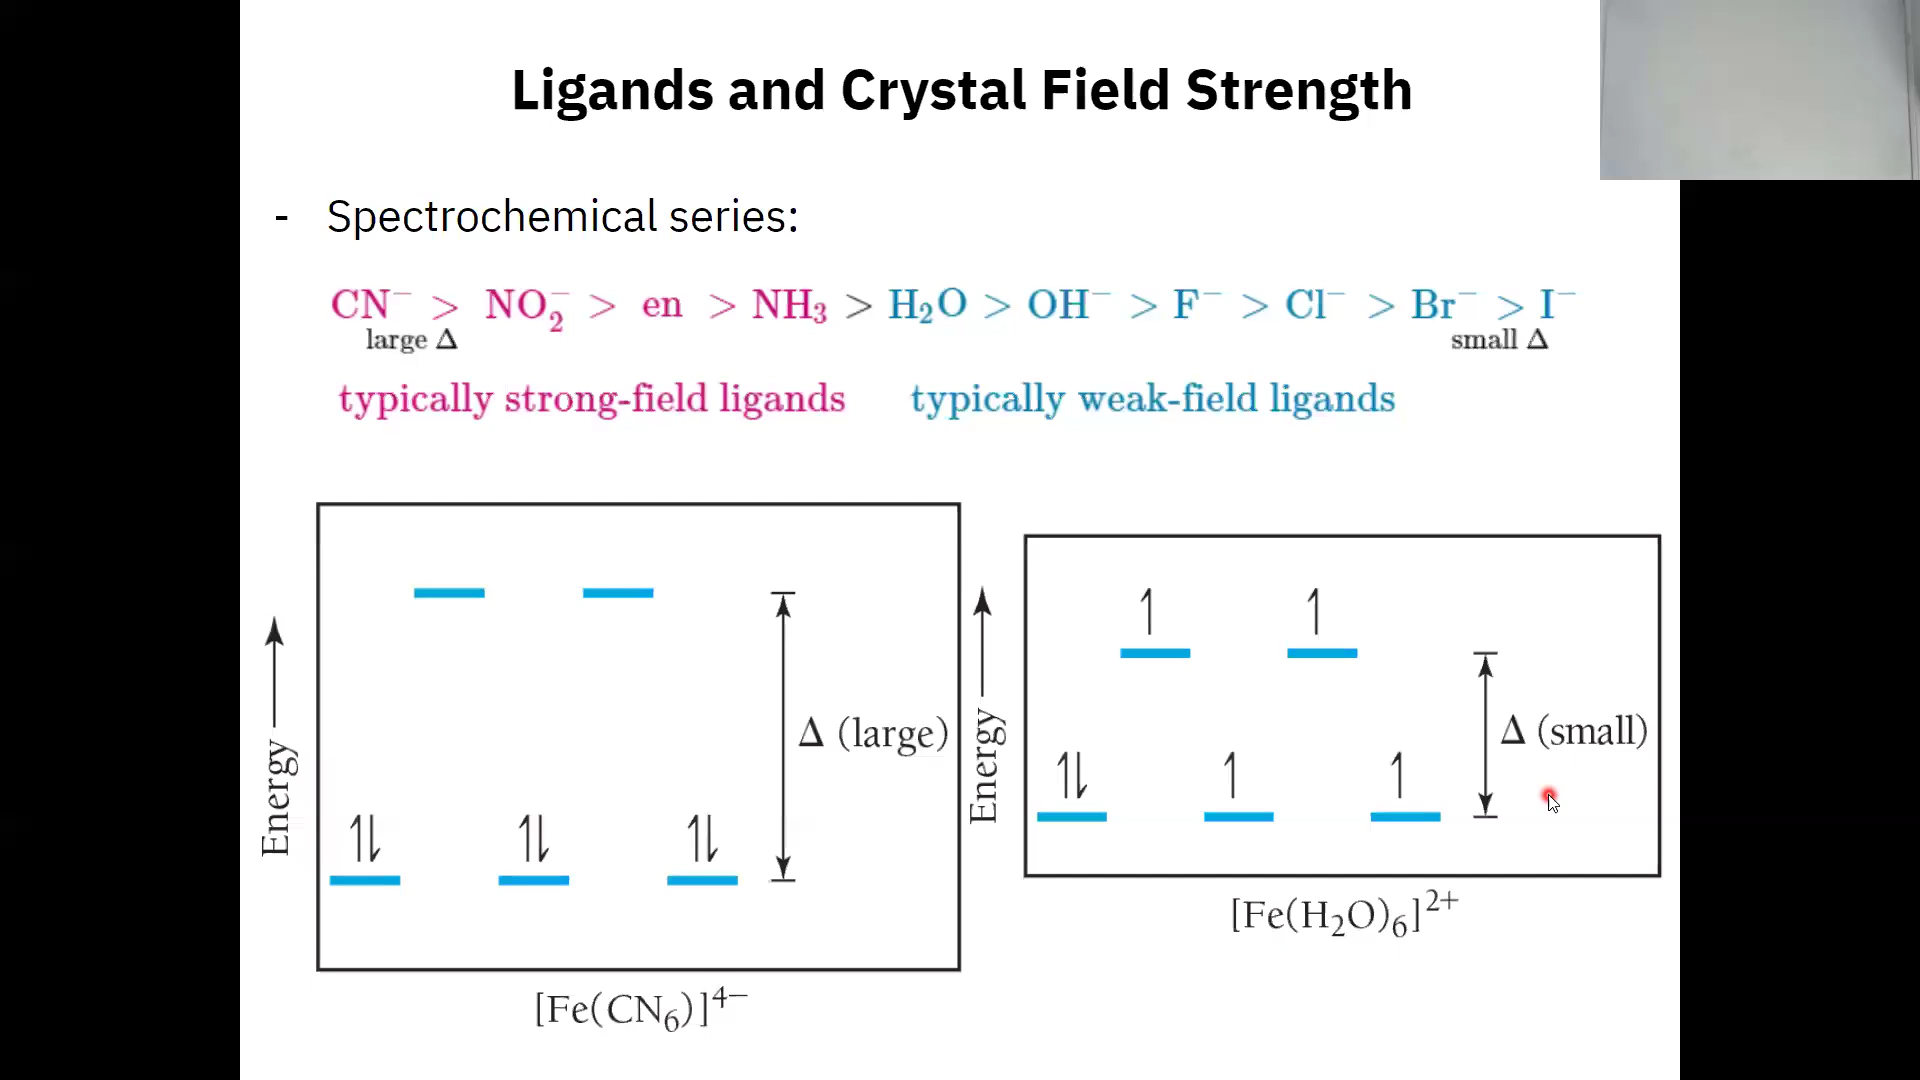 Ligands and Crystal Field Strength
- Spectrochemical series:
CN⁻ > NO₂⁻ > en > NH₃ > H₂O > OH⁻ > F⁻ > Cl⁻ > Br⁻ > I⁻
large Δ small Δ
typically strong-field ligands typically weak-field ligands
Energy
Δ (large)
[Fe(CN₆)]⁴⁻
Energy
Δ (small)
[Fe(H₂O)₆]²⁺